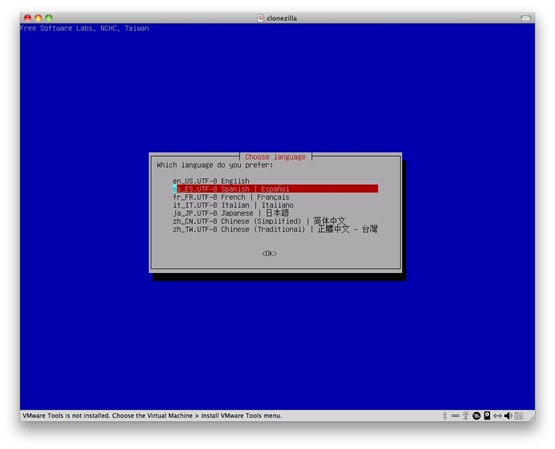 clonezilla
Free Software Labs, NCHC, Taiwan
Choose language
Which language do you prefer:
en_US.UTF-8 English
es_ES.UTF-8 Spanish | Español
fr_FR.UTF-8 French | Français
it_IT.UTF-8 Italian | Italiano
ja_JP.UTF-8 Japanese | 日本語
zh_CN.UTF-8 Chinese (Simplified) | 简体中文
zh_TW.UTF-8 Chinese (Traditional) | 正體中文 - 台灣
<Ok>
VMware Tools is not installed. Choose the Virtual Machine > Install VMware Tools menu.